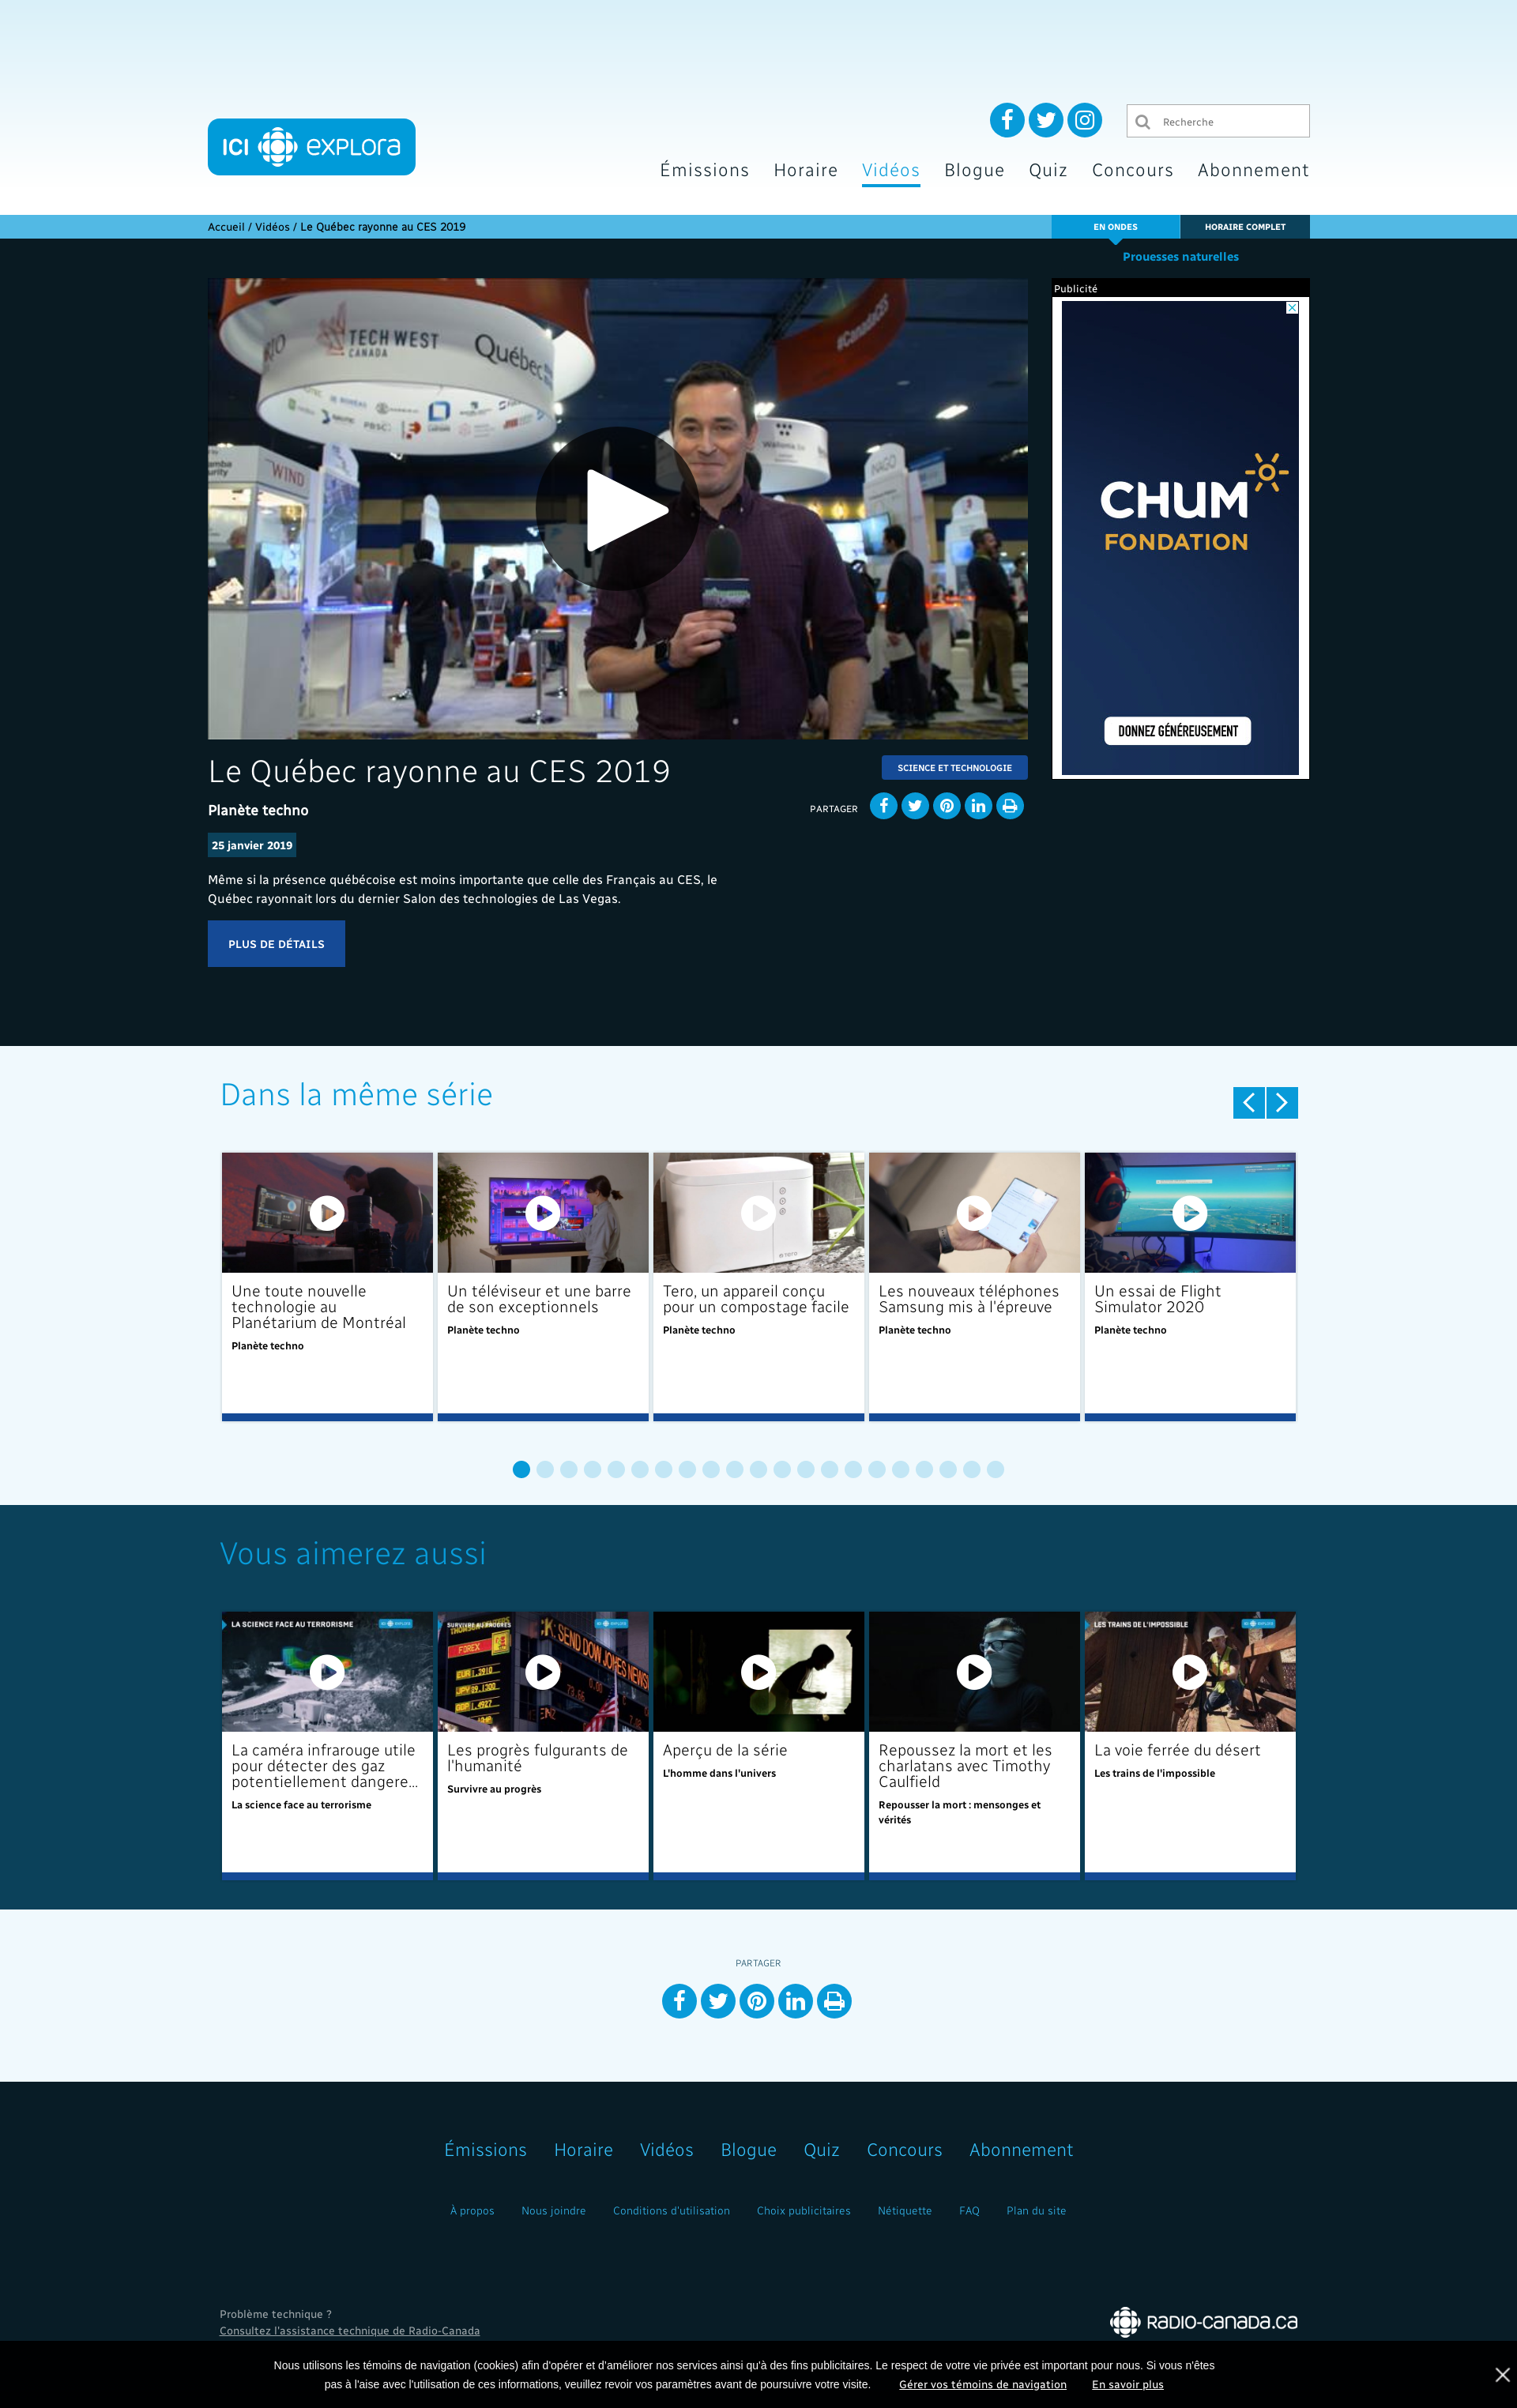 ICI EXPLORA
Recherche
Émissions Horaire Vidéos Blogue Quiz Concours Abonnement
Accueil / Vidéos / Le Québec rayonne au CES 2019
EN ONDES
HORAIRE COMPLET
Prouesses naturelles
Publicité
TECH WEST
CANADA
Québec
#CanadaCES
WIND
CHUM
FONDATION
DONNEZ GÉNÉREUSEMENT
Le Québec rayonne au CES 2019
SCIENCE ET TECHNOLOGIE
Planète techno
PARTAGER
25 janvier 2019
Même si la présence québécoise est moins importante que celle des Français au CES, le
Québec rayonnait lors du dernier Salon des technologies de Las Vegas.
PLUS DE DÉTAILS
Dans la même série
Une toute nouvelle
technologie au
Planétarium de Montréal
Planète techno
Un téléviseur et une barre
de son exceptionnels
Planète techno
TERO
Tero, un appareil conçu
pour un compostage facile
Planète techno
Les nouveaux téléphones
Samsung mis à l'épreuve
Planète techno
Un essai de Flight
Simulator 2020
Planète techno
Vous aimerez aussi
LA SCIENCE FACE AU TERRORISME
La caméra infrarouge utile
pour détecter des gaz
potentiellement dangere...
La science face au terrorisme
SURVIVRE AU PROGRÈS
FOREX
SEND DOW JONES NEWS
Les progrès fulgurants de
l'humanité
Survivre au progrès
Aperçu de la série
L'homme dans l'univers
Repoussez la mort et les
charlatans avec Timothy
Caulfield
Repousser la mort : mensonges et
vérités
LES TRAINS DE L'IMPOSSIBLE
La voie ferrée du désert
Les trains de l'impossible
PARTAGER
Émissions Horaire Vidéos Blogue Quiz Concours Abonnement
À propos Nous joindre Conditions d'utilisation Choix publicitaires Nétiquette FAQ Plan du site
Problème technique ?
Consultez l'assistance technique de Radio-Canada
RADIO-CANADA.CA
Nous utilisons les témoins de navigation (cookies) afin d'opérer et d'améliorer nos services ainsi qu'à des fins publicitaires. Le respect de votre vie privée est important pour nous. Si vous n'êtes
pas à l'aise avec l'utilisation de ces informations, veuillez revoir vos paramètres avant de poursuivre votre visite. Gérer vos témoins de navigation En savoir plus